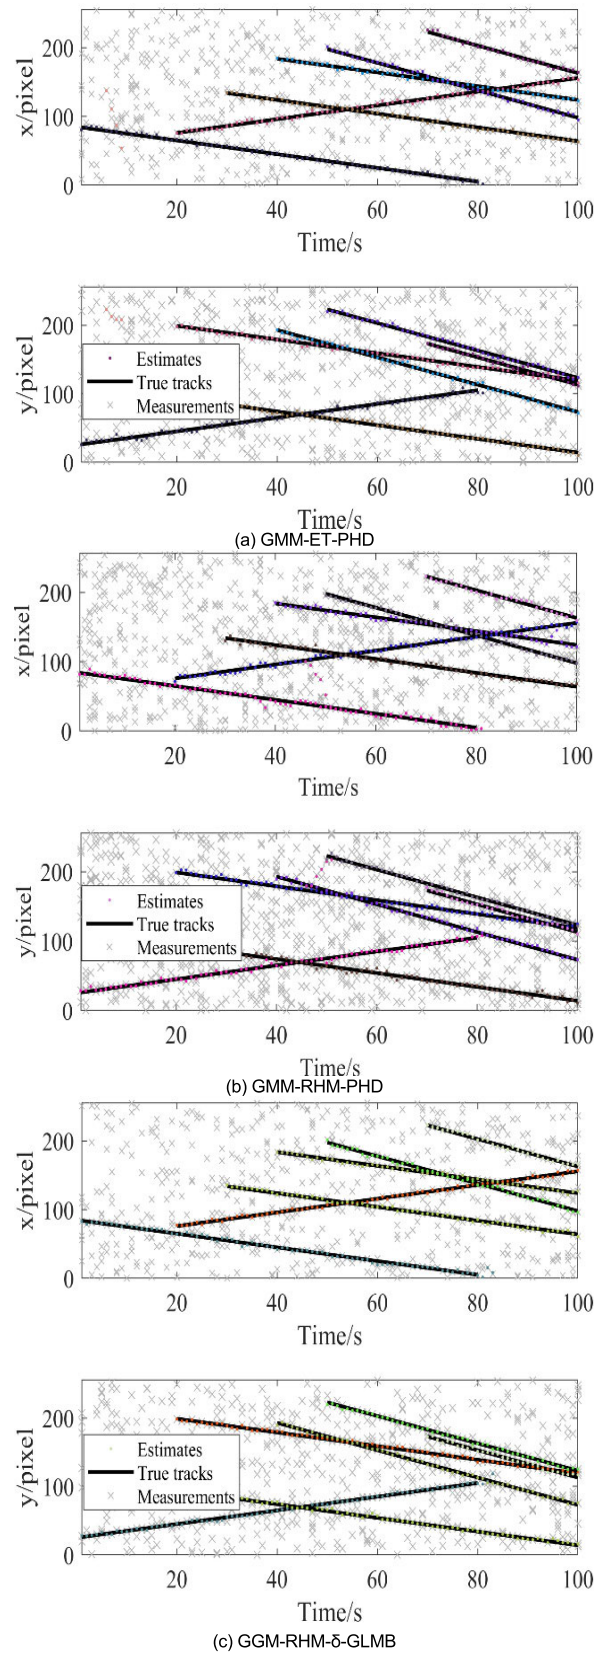 x/pixel
200
100
0
20 40 60 80 100
Time/s
y/pixel
200
100
0
Estimates
True tracks
Measurements
20 40 60 80 100
Time/s
(a) GMM-ET-PHD
x/pixel
200
100
0
20 40 60 80 100
Time/s
y/pixel
200
100
0
Estimates
True tracks
Measurements
20 40 60 80 100
Time/s
(b) GMM-RHM-PHD
x/pixel
200
100
0
20 40 60 80 100
Time/s
y/pixel
200
100
0
Estimates
True tracks
Measurements
20 40 60 80 100
Time/s
(c) GGM-RHM-δ-GLMB